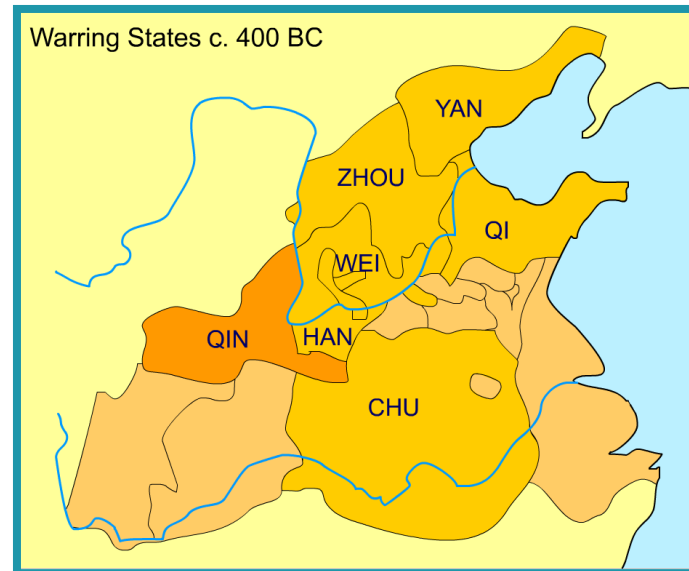 Warring States c. 400 BC
YAN
ZHOU
QI
WEI
QIN
HAN
CHU